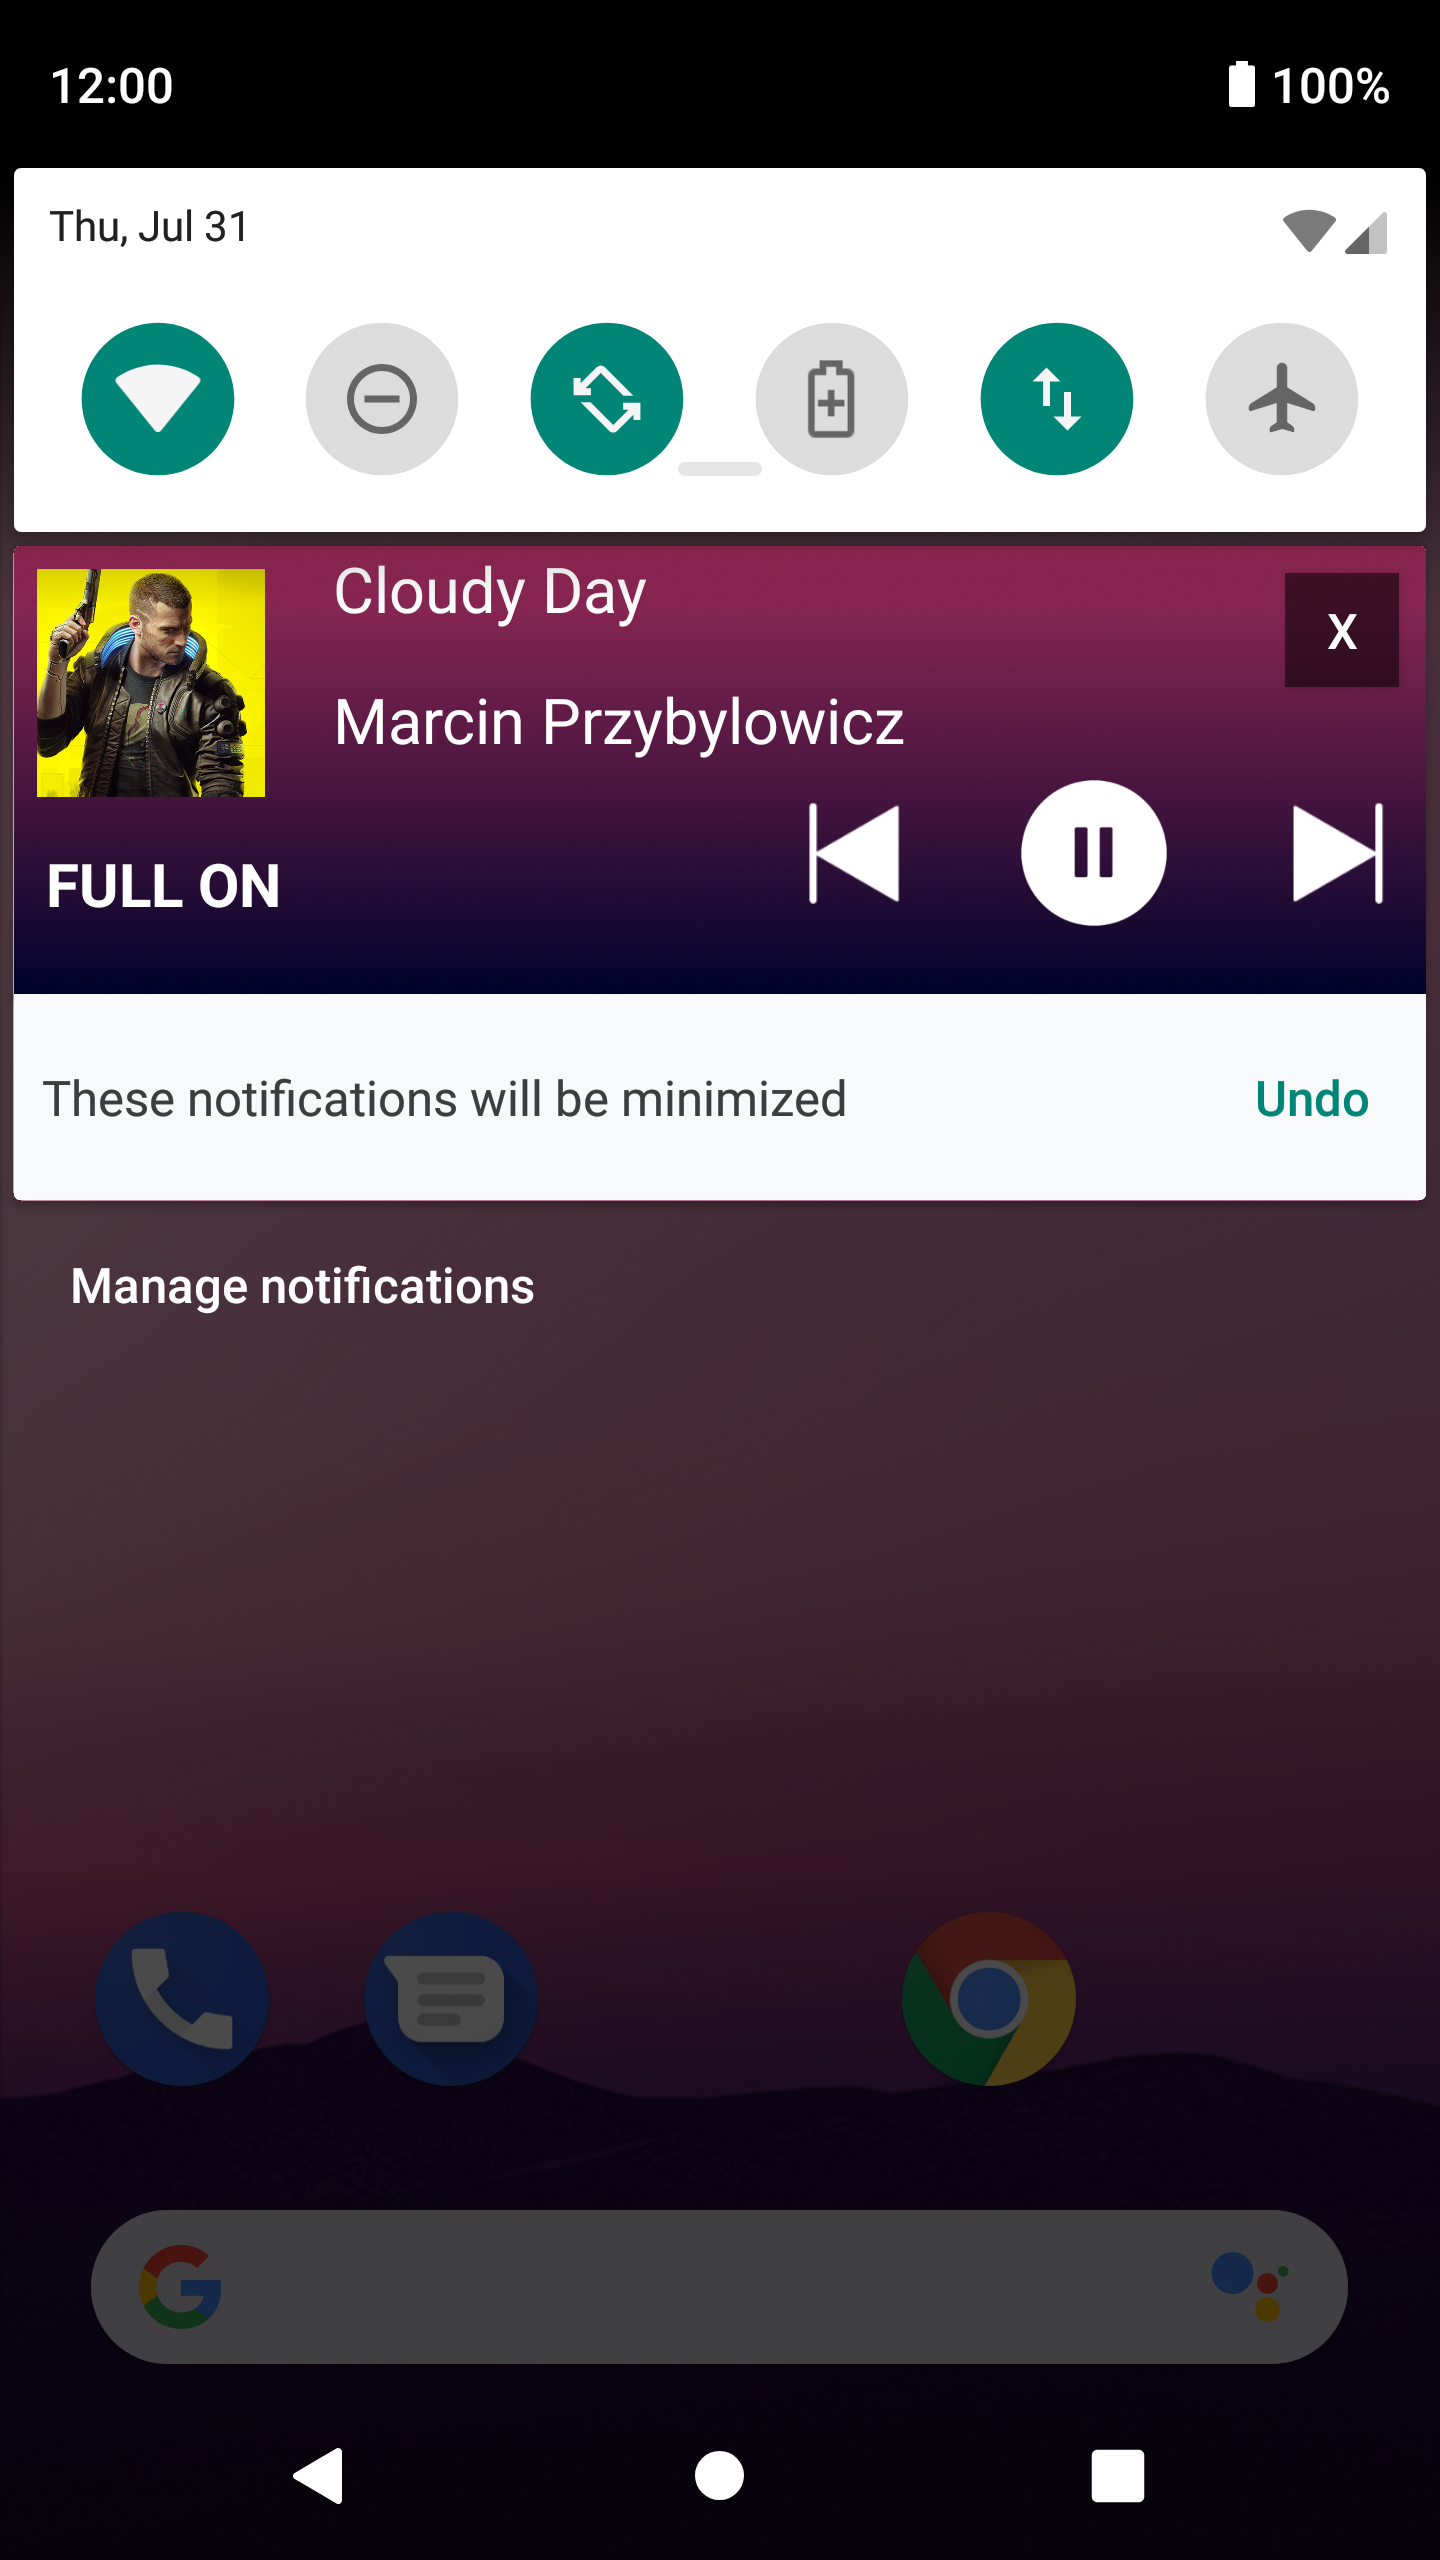 12:00
100%
Thu, Jul 31
Cloudy Day
X
Marcin Przybylowicz
FULL ON
These notifications will be minimized
Undo
Manage notifications